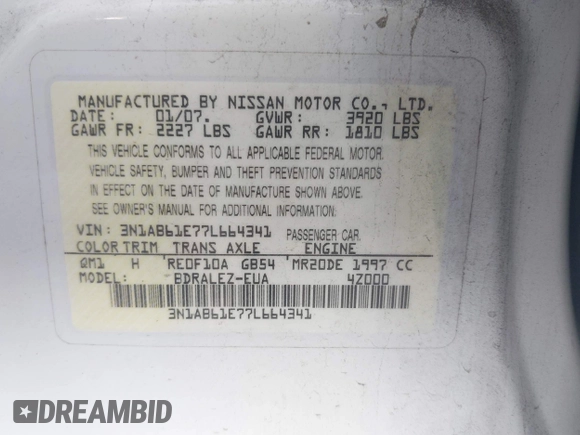 MANUFACTURED BY NISSAN MOTOR CO., LTD.
DATE: 01/07. GVWR: 3920 LBS
GAWR FR: 2227 LBS GAWR RR: 1810 LBS
THIS VEHICLE CONFORMS TO ALL APPLICABLE FEDERAL MOTOR
VEHICLE SAFETY, BUMPER AND THEFT PREVENTION STANDARDS
IN EFFECT ON THE DATE OF MANUFACTURE SHOWN ABOVE.
SEE OWNER'S MANUAL FOR ADDITIONAL INFORMATION:
VIN: 3N1AB61E77L664341 PASSENGER CAR
COLOR TRIM TRANS AXLE ENGINE
QM1 H RE0F10A GB54 MR20DE 1997 CC
MODEL: BDRALEZ-EUA 4Z000
3N1AB61E77L664341
DREAMBID